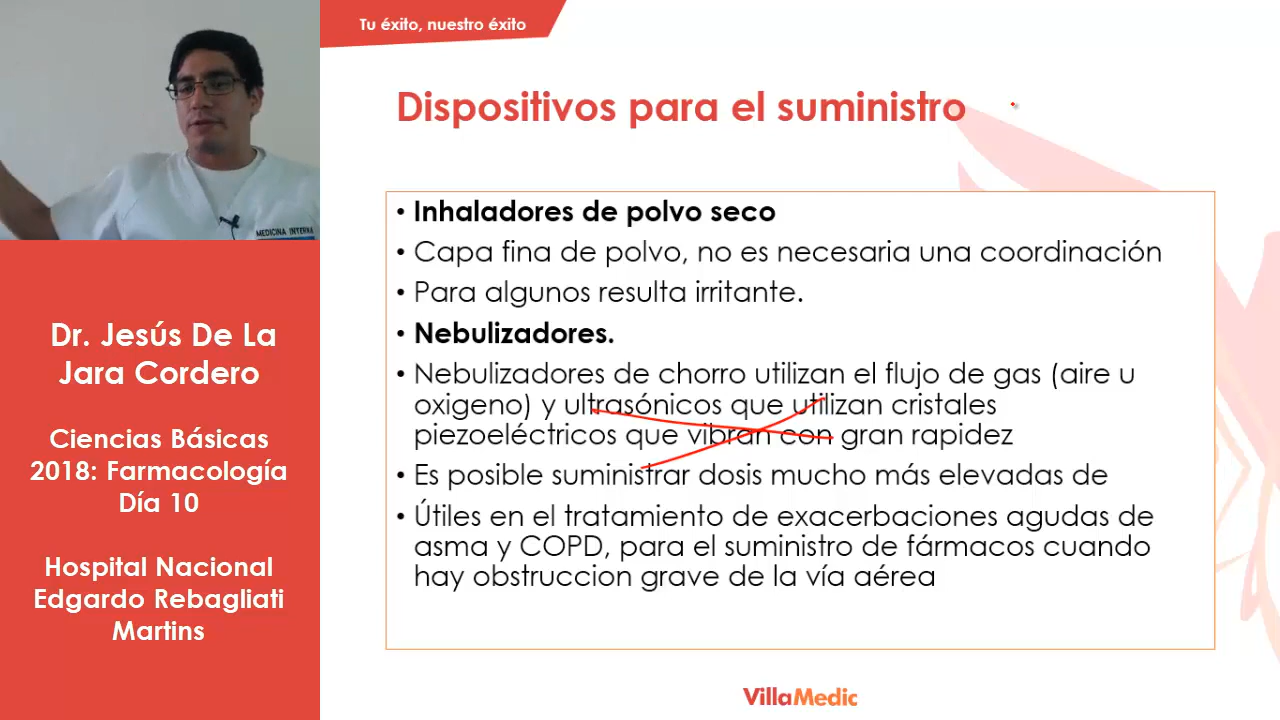 Tu éxito, nuestro éxito
Dispositivos para el suministro
MEDICINA INTERNA
Dr. Jesús De La
Jara Cordero
Ciencias Básicas
2018: Farmacología
Día 10
Hospital Nacional
Edgardo Rebagliati
Martins
• Inhaladores de polvo seco
• Capa fina de polvo, no es necesaria una coordinación
• Para algunos resulta irritante.
• Nebulizadores.
• Nebulizadores de chorro utilizan el flujo de gas (aire u
oxigeno) y ultrasónicos que utilizan cristales
piezoeléctricos que vibran con gran rapidez
• Es posible suministrar dosis mucho más elevadas de
• Útiles en el tratamiento de exacerbaciones agudas de
asma y COPD, para el suministro de fármacos cuando
hay obstruccion grave de la vía aérea
VillaMedic